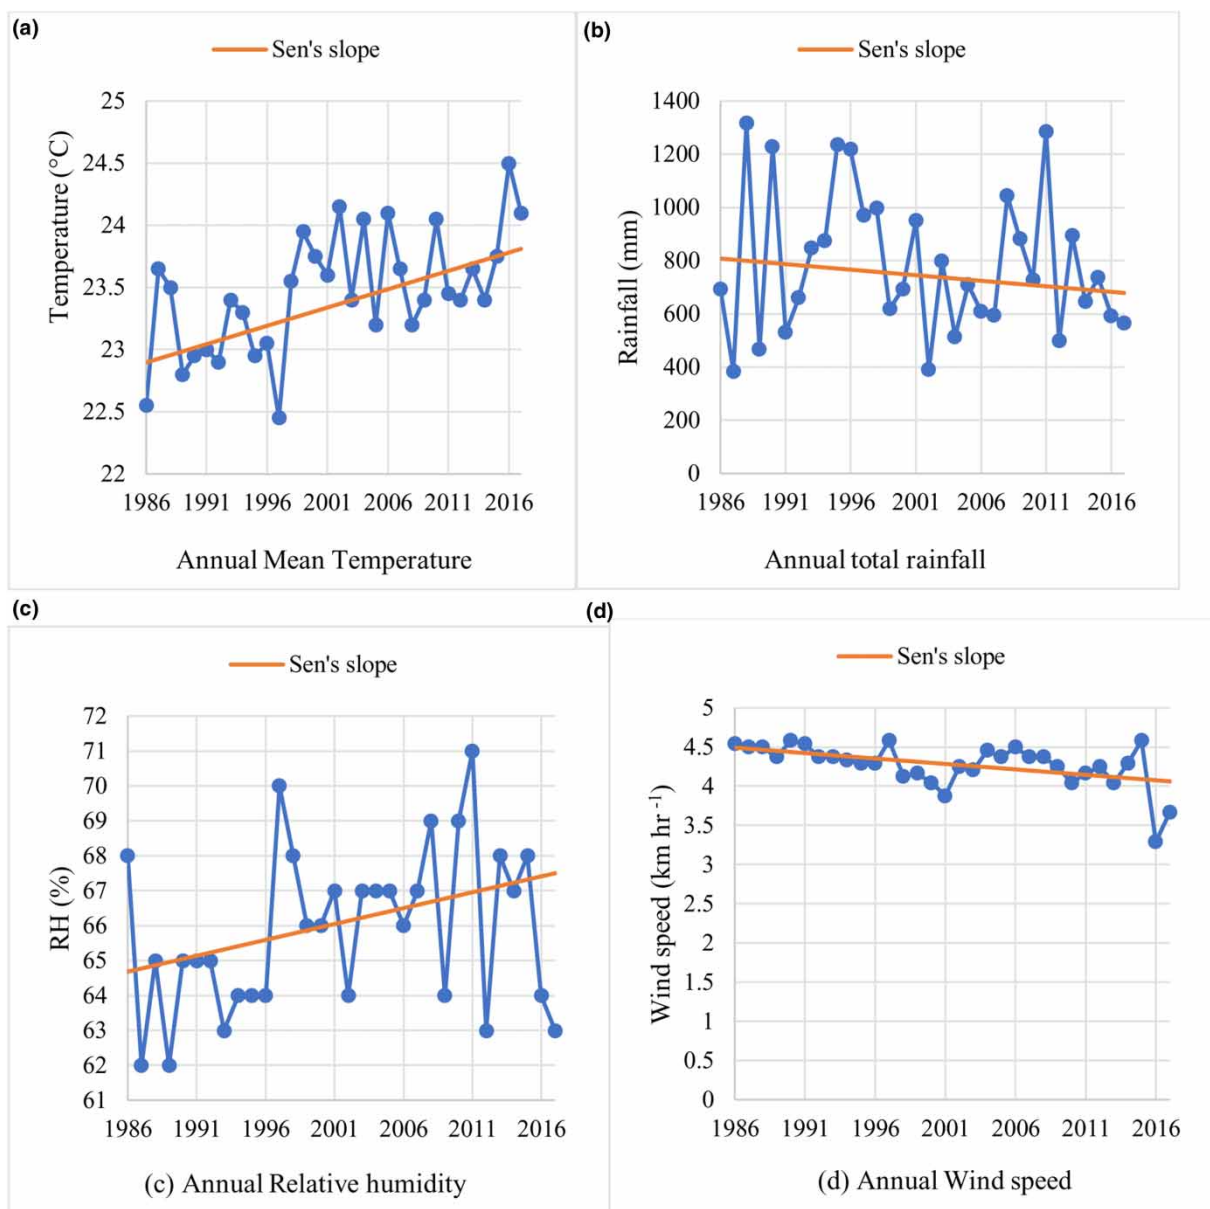 (a)
Sen's slope
Temperature (°C)
25
24.5
24
23.5
23
22.5
22
1986 1991 1996 2001 2006 2011 2016
Annual Mean Temperature
(b)
Sen's slope
Rainfall (mm)
1400
1200
1000
800
600
400
200
0
1986 1991 1996 2001 2006 2011 2016
Annual total rainfall
(c)
Sen's slope
RH (%)
72
71
70
69
68
67
66
65
64
63
62
61
1986 1991 1996 2001 2006 2011 2016
(c) Annual Relative humidity
(d)
Sen's slope
Wind speed (km hr -1)
5
4.5
4
3.5
3
2.5
2
1.5
1
0.5
0
1986 1991 1996 2001 2006 2011 2016
(d) Annual Wind speed